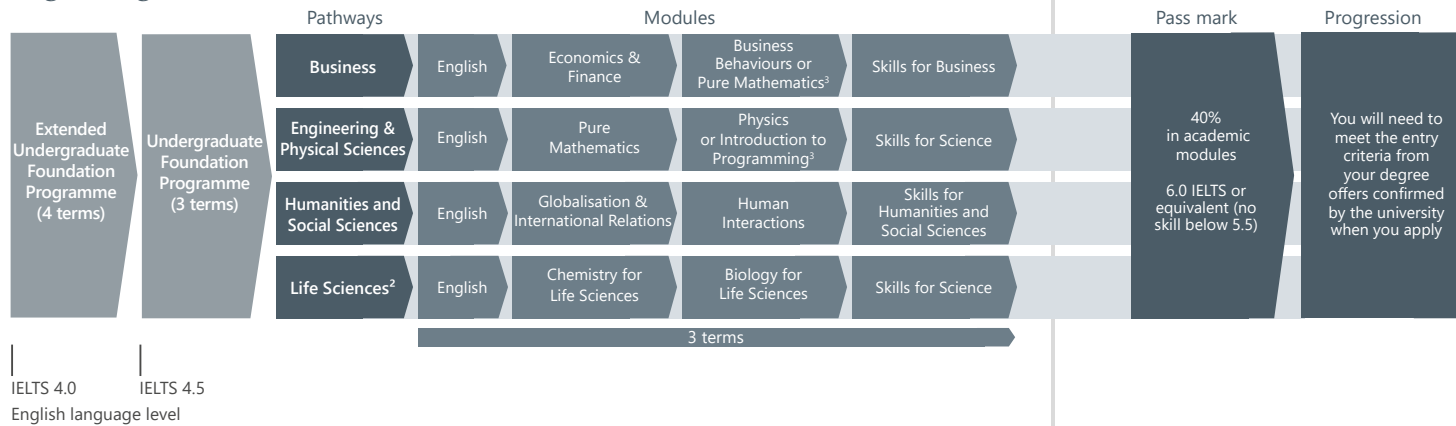 Pathways
Modules
Pass mark
Progression
Extended
Undergraduate
Foundation
Programme
(4 terms)
Undergraduate
Foundation
Programme
(3 terms)
Business
English
Economics &
Finance
Business
Behaviours or
Pure Mathematics³
Skills for Business
Engineering &
Physical Sciences
English
Pure
Mathematics
Physics
or Introduction to
Programming³
Skills for Science
Humanities and
Social Sciences
English
Globalisation &
International Relations
Human
Interactions
Skills for
Humanities and
Social Sciences
Life Sciences²
English
Chemistry for
Life Sciences
Biology for
Life Sciences
Skills for Science
3 terms
40%
in academic
modules
6.0 IELTS or
equivalent (no
skill below 5.5)
You will need to
meet the entry
criteria from
your degree
offers confirmed
by the university
when you apply
IELTS 4.0
IELTS 4.5
English language level